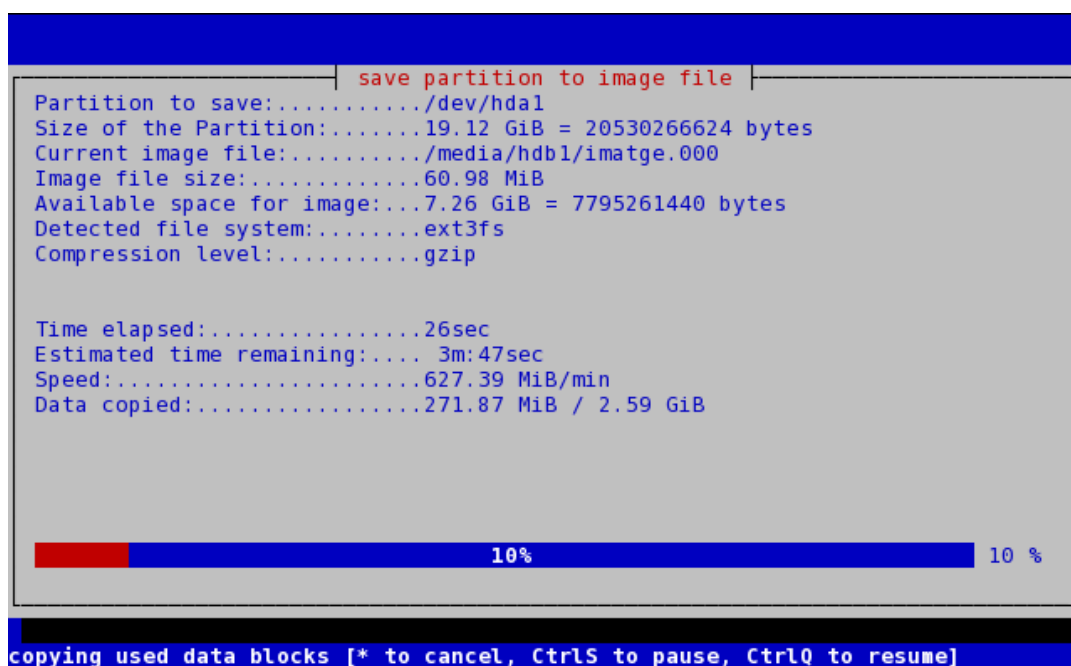 save partition to image file
Partition to save:.........../dev/hda1
Size of the Partition:.......19.12 GiB = 20530266624 bytes
Current image file:........../media/hdb1/imatge.000
Image file size:.............60.98 MiB
Available space for image:...7.26 GiB = 7795261440 bytes
Detected file system:........ext3fs
Compression level:...........gzip
Time elapsed:................26sec
Estimated time remaining:.... 3m:47sec
Speed:.......................627.39 MiB/min
Data copied:.................271.87 MiB / 2.59 GiB
10% 10 %
copying used data blocks [* to cancel, CtrlS to pause, CtrlQ to resume]